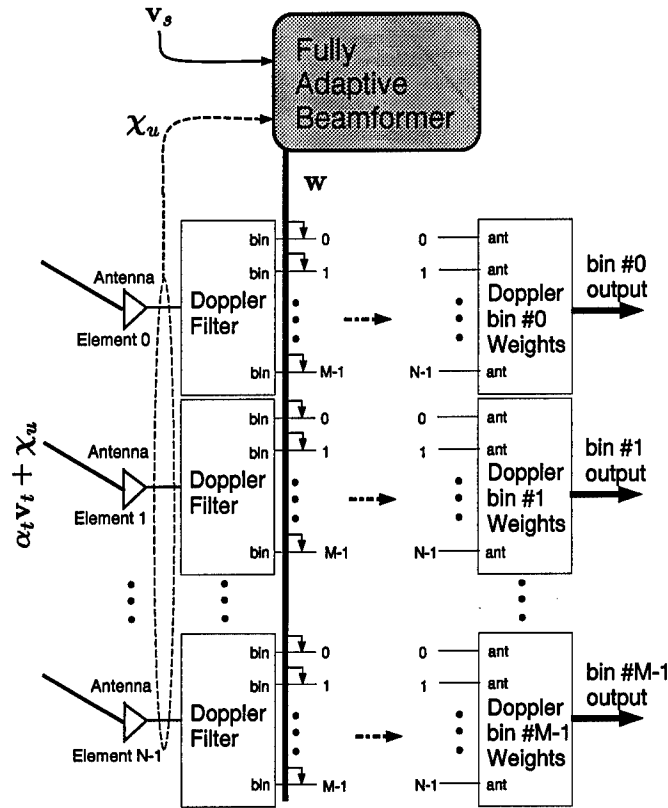 v_s
Fully
Adaptive
Beamformer
χ_u
w
α_t v_t + χ_u
Antenna
Element 0
Doppler
Filter
bin 0
bin 1
bin M-1
0 ant
1 ant
N-1 ant
Doppler
bin #0
Weights
bin #0
output
Antenna
Element 1
Doppler
Filter
bin 0
bin 1
bin M-1
0 ant
1 ant
N-1 ant
Doppler
bin #1
Weights
bin #1
output
Antenna
Element N-1
Doppler
Filter
bin 0
bin 1
bin M-1
0 ant
1 ant
N-1 ant
Doppler
bin #M-1
Weights
bin #M-1
output